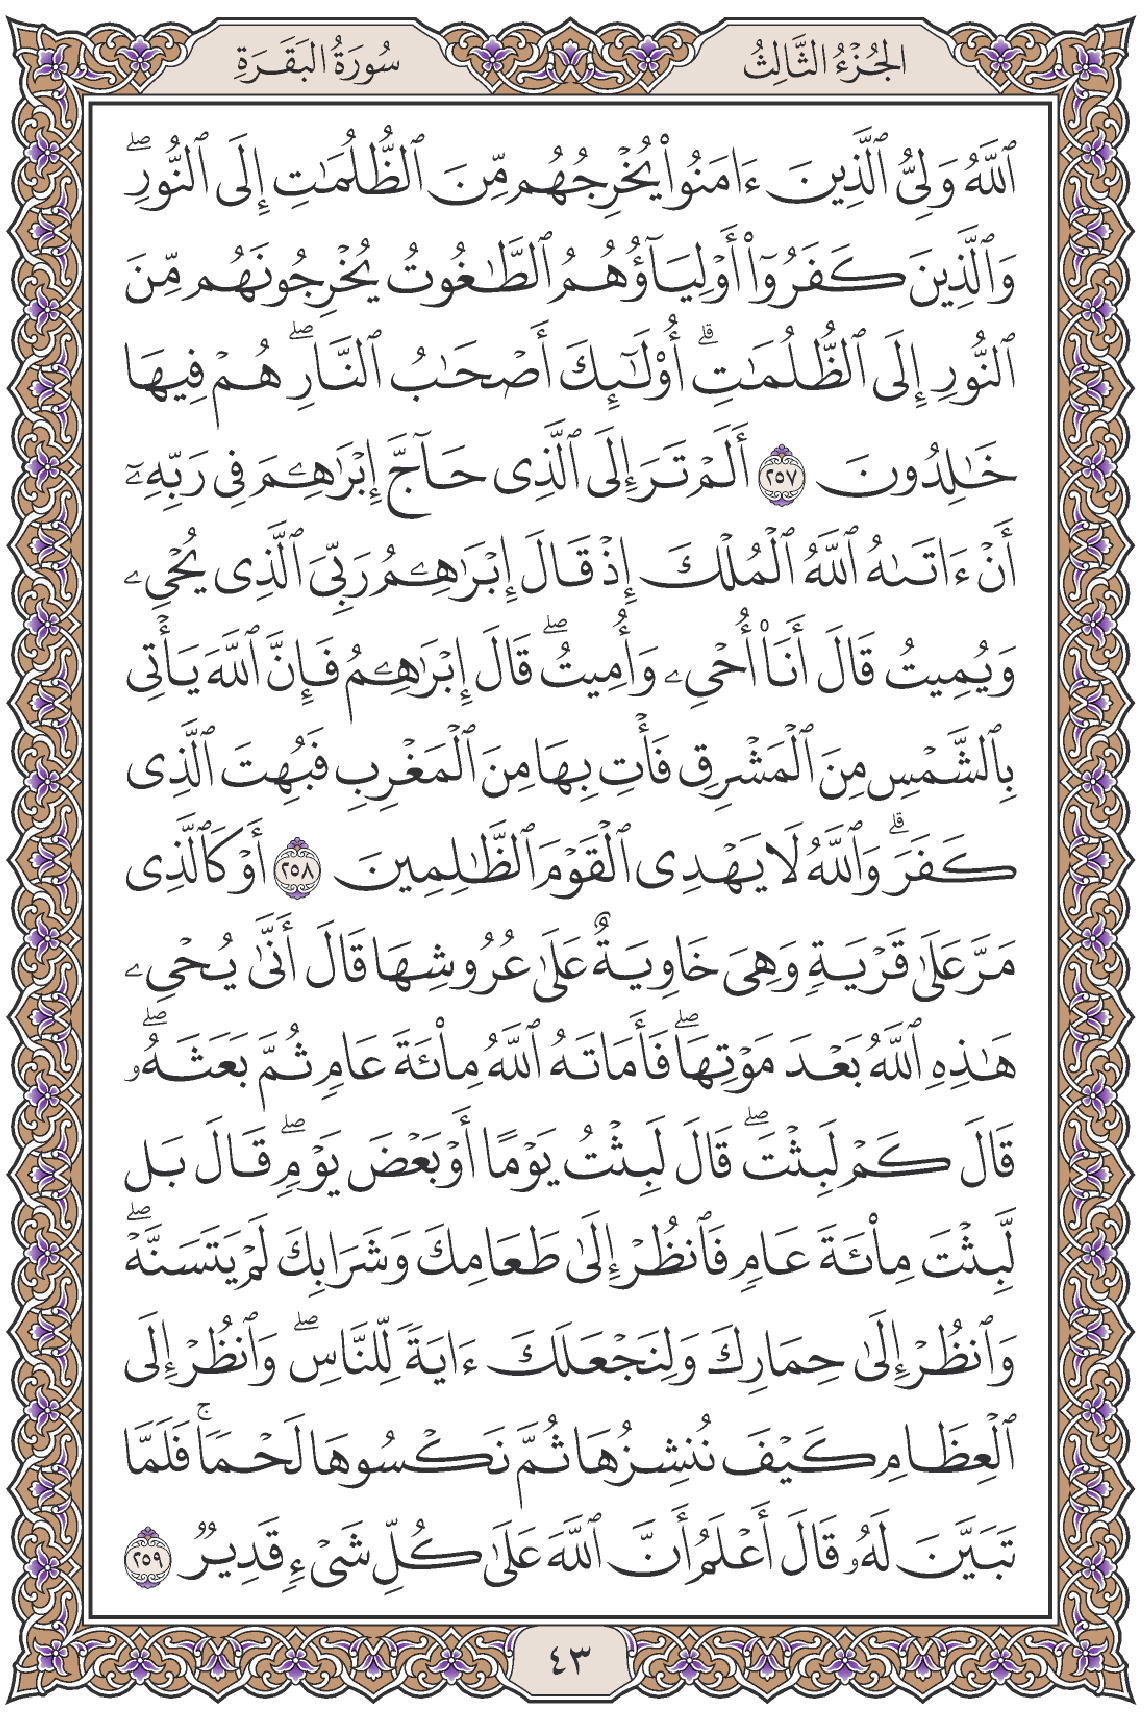 الجُزْءُ الثَّالِثُ
سُورَةُ البَقَرَةِ
ٱللَّهُ وَلِيُّ ٱلَّذِينَ ءَامَنُوا۟ يُخْرِجُهُم مِّنَ ٱلظُّلُمَـٰتِ إِلَى ٱلنُّورِ ۖ
وَٱلَّذِينَ كَفَرُوٓا۟ أَوْلِيَآؤُهُمُ ٱلطَّـٰغُوتُ يُخْرِجُونَهُم مِّنَ
ٱلنُّورِ إِلَى ٱلظُّلُمَـٰتِ ۗ أُو۟لَـٰٓئِكَ أَصْحَـٰبُ ٱلنَّارِ ۖ هُمْ فِيهَا
خَـٰلِدُونَ ٢٥٧ أَلَمْ تَرَ إِلَى ٱلَّذِى حَآجَّ إِبْرَٰهِـۧمَ فِى رَبِّهِۦٓ
أَنْ ءَاتَىٰهُ ٱللَّهُ ٱلْمُلْكَ إِذْ قَالَ إِبْرَٰهِـۧمُ رَبِّىَ ٱلَّذِى يُحْىِۦ
وَيُمِيتُ قَالَ أَنَا۠ أُحْىِۦ وَأُمِيتُ ۖ قَالَ إِبْرَٰهِـۧمُ فَإِنَّ ٱللَّهَ يَأْتِى
بِٱلشَّمْسِ مِنَ ٱلْمَشْرِقِ فَأْتِ بِهَا مِنَ ٱلْمَغْرِبِ فَبُهِتَ ٱلَّذِى
كَفَرَ ۗ وَٱللَّهُ لَا يَهْدِى ٱلْقَوْمَ ٱلظَّـٰلِمِينَ ٢٥٨ أَوْ كَٱلَّذِى
مَرَّ عَلَىٰ قَرْيَةٍ وَهِىَ خَاوِيَةٌ عَلَىٰ عُرُوشِهَا قَالَ أَنَّىٰ يُحْىِۦ
هَـٰذِهِ ٱللَّهُ بَعْدَ مَوْتِهَا ۖ فَأَمَاتَهُ ٱللَّهُ مِا۟ئَةَ عَامٍ ثُمَّ بَعَثَهُۥ ۖ
قَالَ كَمْ لَبِثْتَ ۖ قَالَ لَبِثْتُ يَوْمًا أَوْ بَعْضَ يَوْمٍ ۖ قَالَ بَل
لَّبِثْتَ مِا۟ئَةَ عَامٍ فَٱنظُرْ إِلَىٰ طَعَامِكَ وَشَرَابِكَ لَمْ يَتَسَنَّهْ ۖ
وَٱنظُرْ إِلَىٰ حِمَارِكَ وَلِنَجْعَلَكَ ءَايَةً لِّلنَّاسِ ۖ وَٱنظُرْ إِلَى
ٱلْعِظَامِ كَيْفَ نُنشِزُهَا ثُمَّ نَكْسُوهَا لَحْمًا ۚ فَلَمَّا
تَبَيَّنَ لَهُۥ قَالَ أَعْلَمُ أَنَّ ٱللَّهَ عَلَىٰ كُلِّ شَىْءٍ قَدِيرٌ ٢٥٩
٤٣